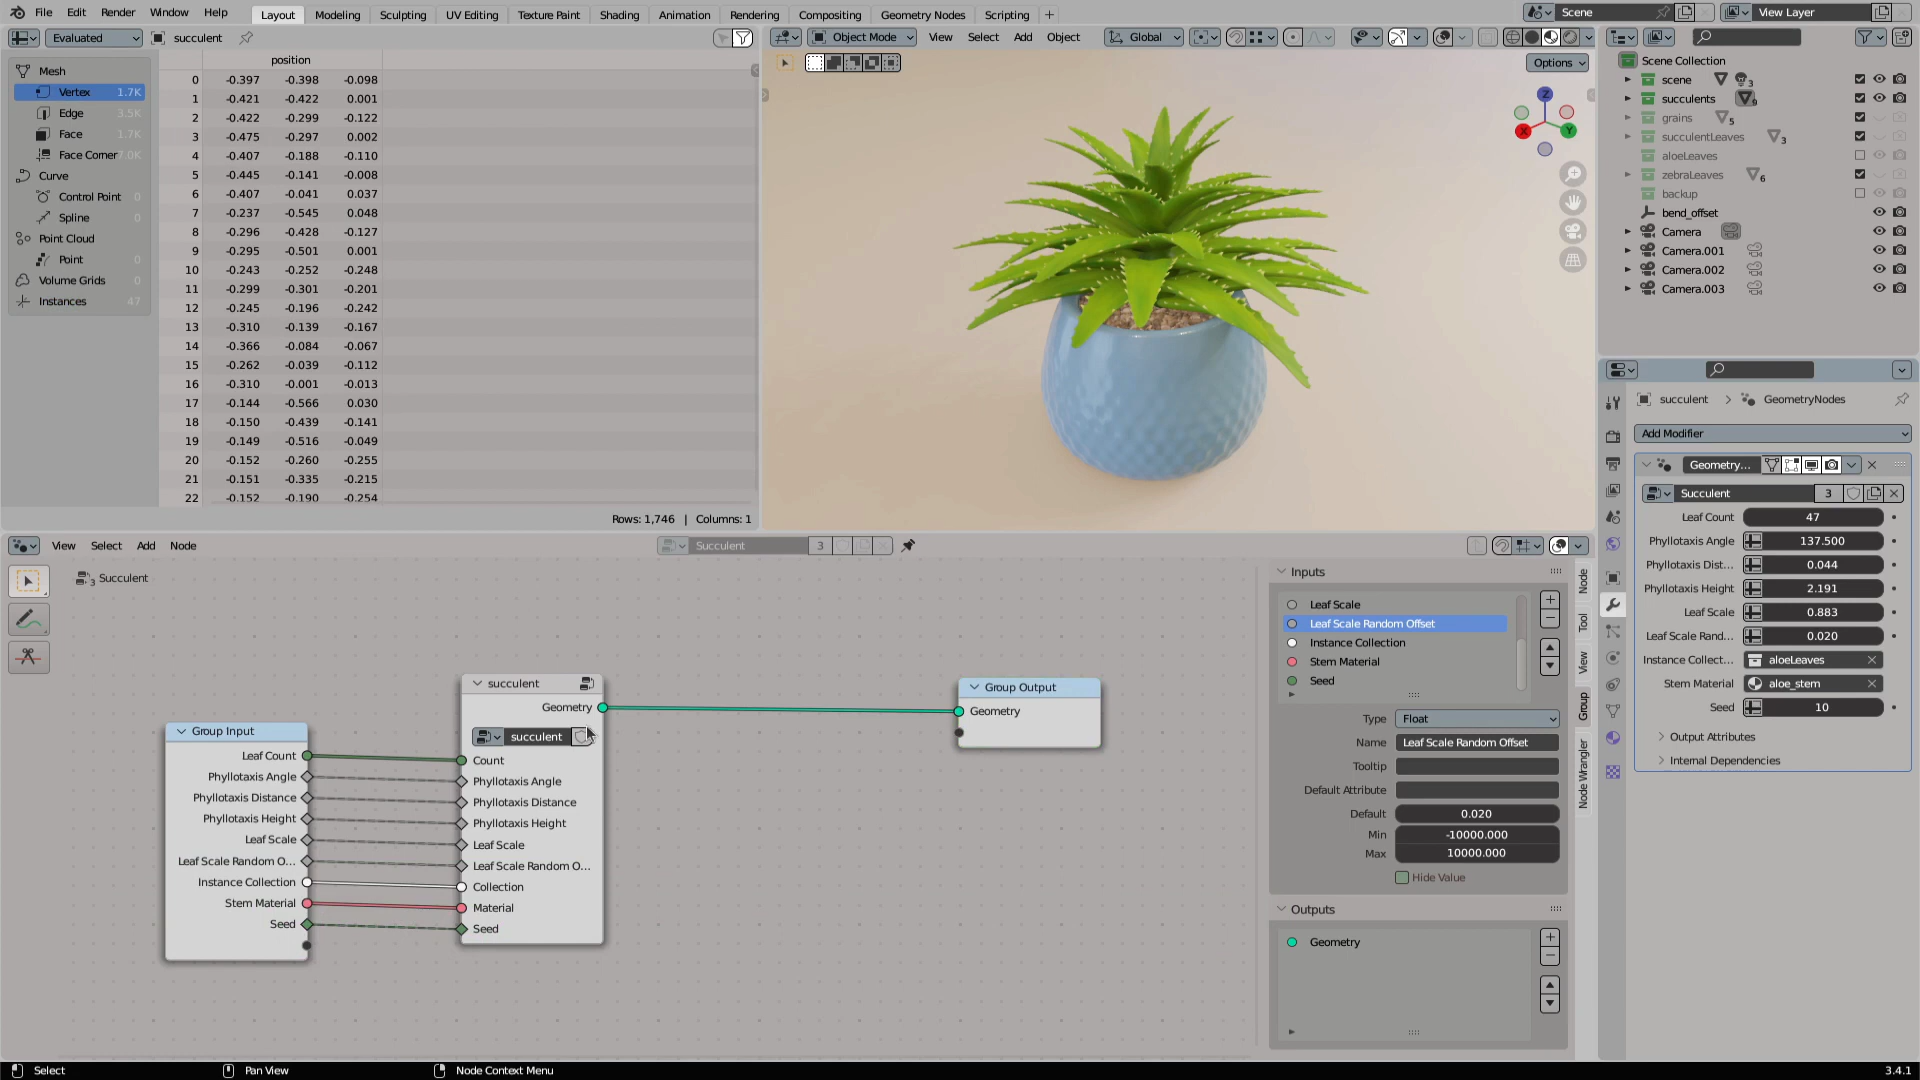 File Edit Render Window Help Layout Modeling Sculpting UV Editing Texture Paint Shading Animation Rendering Compositing Geometry Nodes Scripting + Scene View Layer
Evaluated succulent
Object Mode View Select Add Object Global
Options
position
Mesh
Vertex 1.7K
Edge 3.5K
Face 1.7K
Face Corner 7.0K
Curve
Control Point 0
Spline 0
Point Cloud
Point 0
Volume Grids 0
Instances 47
0 -0.397 -0.398 -0.098
1 -0.421 -0.422 0.001
2 -0.422 -0.299 -0.122
3 -0.475 -0.297 0.002
4 -0.407 -0.188 -0.110
5 -0.445 -0.141 -0.008
6 -0.407 -0.041 0.037
7 -0.237 -0.545 0.048
8 -0.296 -0.428 -0.127
9 -0.295 -0.501 0.001
10 -0.243 -0.252 -0.248
11 -0.299 -0.301 -0.201
12 -0.245 -0.196 -0.242
13 -0.310 -0.139 -0.167
14 -0.366 -0.084 -0.067
15 -0.262 -0.039 -0.112
16 -0.310 -0.001 -0.013
17 -0.144 -0.566 0.030
18 -0.150 -0.439 -0.141
19 -0.149 -0.516 -0.049
20 -0.152 -0.260 -0.255
21 -0.151 -0.335 -0.215
22 -0.152 -0.190 -0.254
Rows: 1,746 | Columns: 1
Z
X
Y
Scene Collection
scene 3
succulents 9
grains 5
succulentLeaves 3
aloeLeaves
zebraLeaves 6
backup
bend_offset
Camera
Camera.001
Camera.002
Camera.003
succulent > GeometryNodes
Add Modifier
Geometry...
Succulent 3
Leaf Count 47
Phyllotaxis Angle 137.500
Phyllotaxis Dist... 0.044
Phyllotaxis Height 2.191
Leaf Scale 0.883
Leaf Scale Rand... 0.020
Instance Collect... aloeLeaves
Stem Material aloe_stem
Seed 10
Output Attributes
Internal Dependencies
View Select Add Node Succulent 3
3 Succulent
Group Input
Leaf Count
Phyllotaxis Angle
Phyllotaxis Distance
Phyllotaxis Height
Leaf Scale
Leaf Scale Random O...
Instance Collection
Stem Material
Seed
succulent
Geometry
succulent
Count
Phyllotaxis Angle
Phyllotaxis Distance
Phyllotaxis Height
Leaf Scale
Leaf Scale Random O...
Collection
Material
Seed
Group Output
Geometry
Inputs
Leaf Scale
Leaf Scale Random Offset
Instance Collection
Stem Material
Seed
Type Float
Name Leaf Scale Random Offset
Tooltip
Default Attribute
Default 0.020
Min -10000.000
Max 10000.000
Hide Value
Outputs
Geometry
Node
Tool
View
Group
Node Wrangler
Select Pan View Node Context Menu 3.4.1